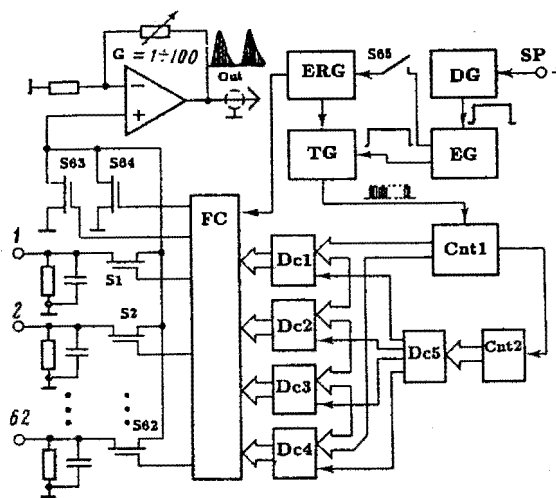 G = 1÷100
Out
S65
SP
ERG
DG
TG
EG
S63
S64
FC
1
S1
Dc1
Cnt1
2
S2
Dc2
Dc5
Cnt2
Dc3
62
S62
Dc4